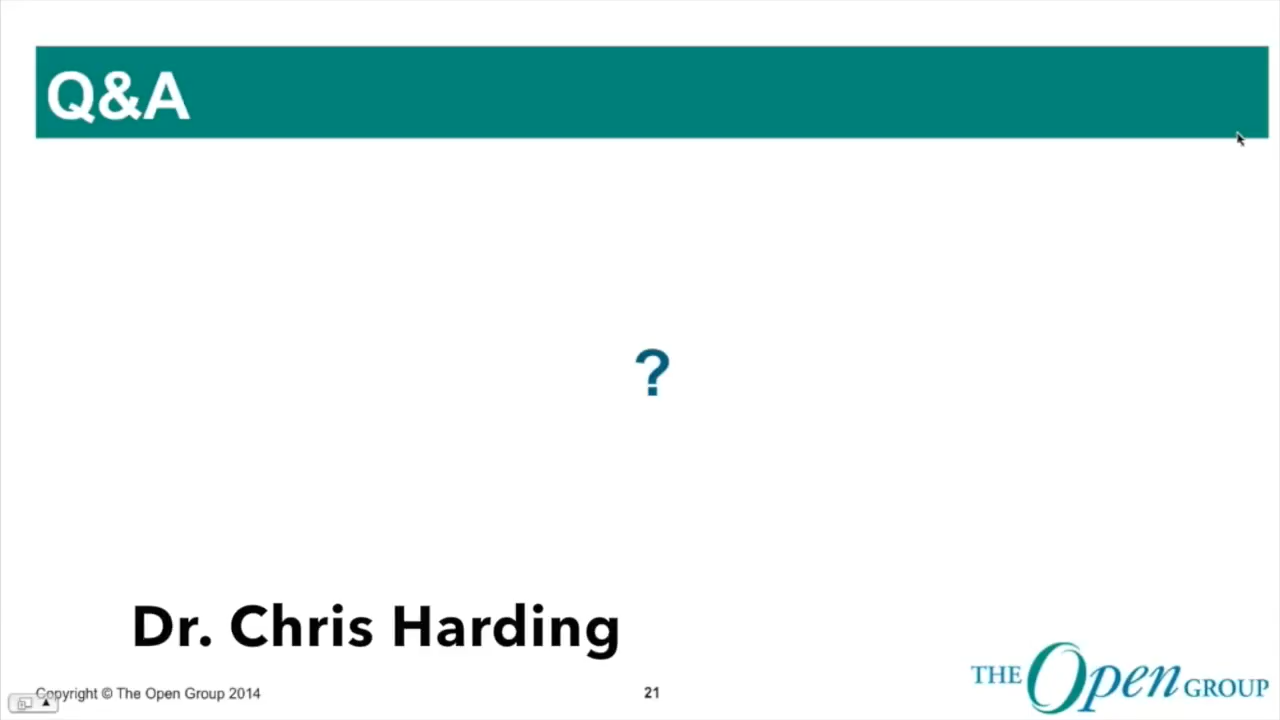 Q&A
?
Dr. Chris Harding
Copyright © The Open Group 2014
21
THE Open GROUP